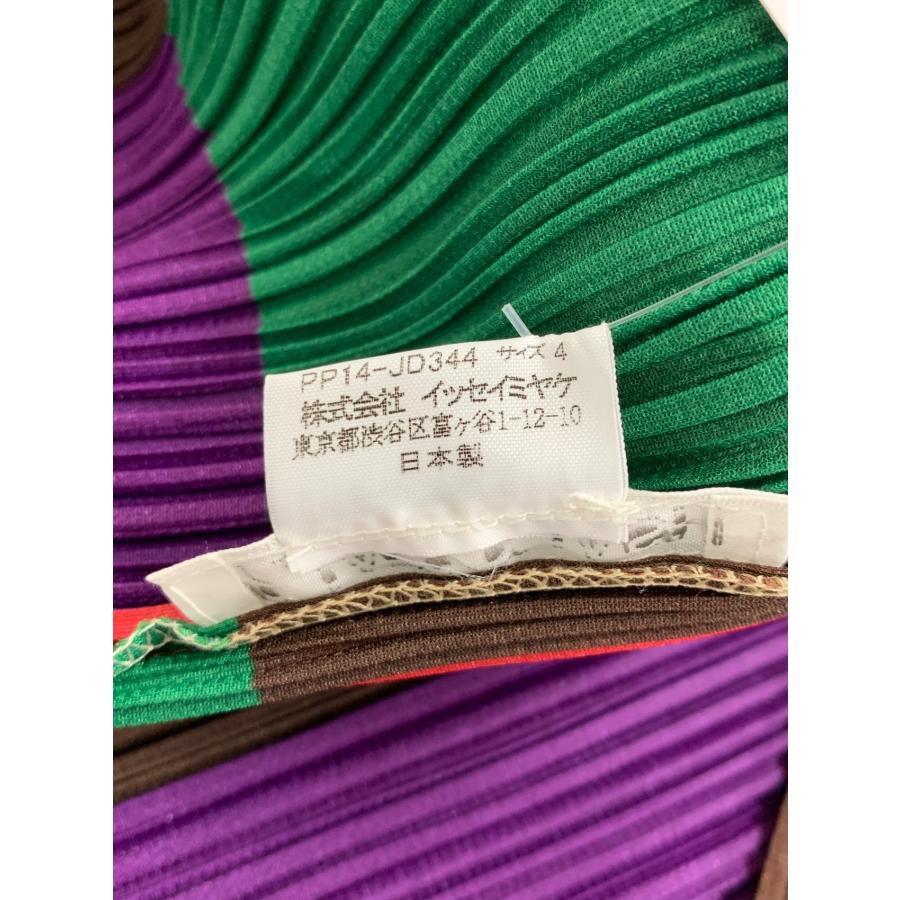 PP14-JD344 サイズ 4
株式会社 イッセイミヤケ
東京都渋谷区富ヶ谷1-12-10
日本製